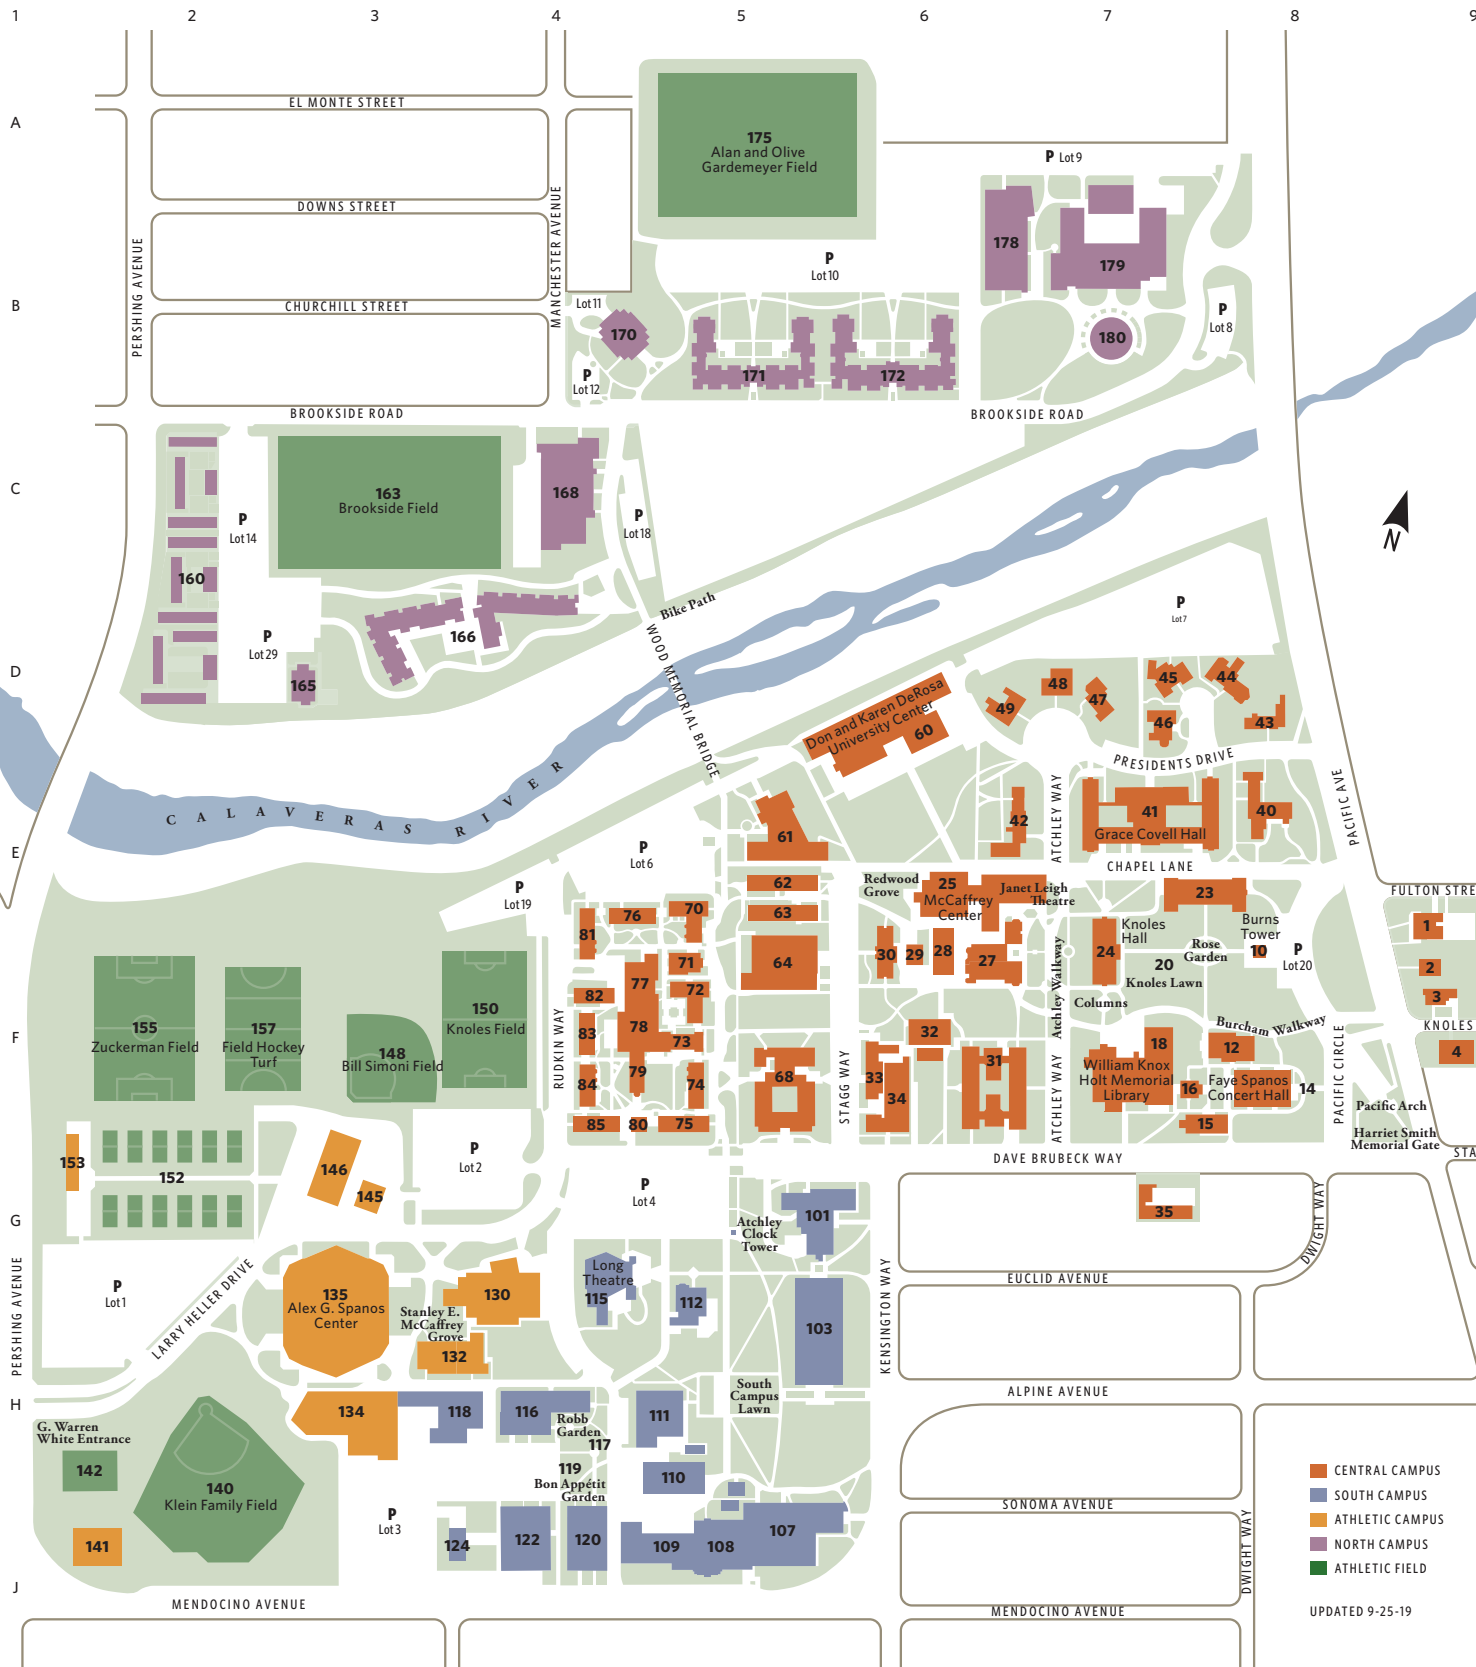 1 2 3 4 5 6 7 8 9
A
B
C
D
E
F
G
H
J
EL MONTE STREET
DOWNS STREET
CHURCHILL STREET
BROOKSIDE ROAD
PERSHING AVENUE
MANCHESTER AVENUE
175
Alan and Olive
Gardemeyer Field
P Lot 9
178
179
180
P
Lot 10
Lot 11
170
P
Lot 12
171
172
P
Lot 8
BROOKSIDE ROAD
163
Brookside Field
168
P
Lot 14
P
Lot 18
160
166
P
Lot 29
165
Bike Path
WOOD MEMORIAL BRIDGE
N
P
Lot 7
CALAVERAS RIVER
Don and Karen DeRosa
University Center
60
49
48
47
45
44
46
43
PRESIDENTS DRIVE
PACIFIC AVE
ATCHLEY WAY
42
41
Grace Covell Hall
40
CHAPEL LANE
FULTON STRE
61
62
63
64
68
P
Lot 6
P
Lot 19
Redwood
Grove
25
McCaffrey
Center
Janet Leigh
Theatre
23
Knoles
Hall
24
Burns
Tower
10
P
Lot 20
Rose
Garden
20
Knoles Lawn
Columns
Atchley Walkway
30
29
28
27
1
2
3
KNOLES
4
76
70
81
71
77
72
82
78
83
73
79
84
74
85
80
75
RUDKIN WAY
STAGG WAY
32
31
33
34
ATCHLEY WAY
18
William Knox
Holt Memorial
Library
Burcham Walkway
12
16
Faye Spanos
Concert Hall
14
15
PACIFIC CIRCLE
Pacific Arch
Harriet Smith
Memorial Gate
STA
155
Zuckerman Field
157
Field Hockey
Turf
148
Bill Simoni Field
150
Knoles Field
153
152
146
145
P
Lot 2
P
Lot 4
DAVE BRUBECK WAY
35
DWIGHT WAY
EUCLID AVENUE
KENSINGTON WAY
Atchley
Clock
Tower
101
103
Long
Theatre
115
112
PERSHING AVENUE
P
Lot 1
LARRY HELLER DRIVE
135
Alex G. Spanos
Center
130
Stanley E.
McCaffrey
Grove
132
134
118
116
Robb
Garden
117
111
South
Campus
Lawn
ALPINE AVENUE
G. Warren
White Entrance
142
140
Klein Family Field
141
P
Lot 3
119
Bon Appétit
Garden
110
124
122
120
109
108
107
SONOMA AVENUE
DWIGHT WAY
MENDOCINO AVENUE
MENDOCINO AVENUE
CENTRAL CAMPUS
SOUTH CAMPUS
ATHLETIC CAMPUS
NORTH CAMPUS
ATHLETIC FIELD
UPDATED 9-25-19